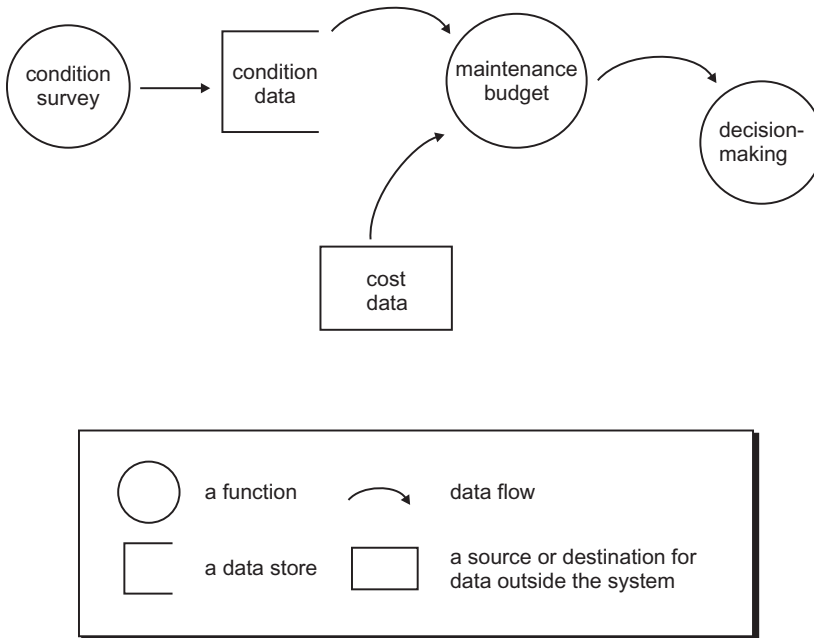 condition
survey
condition
data
maintenance
budget
decision-
making
cost
data
a function
data flow
a data store
a source or destination for
data outside the system